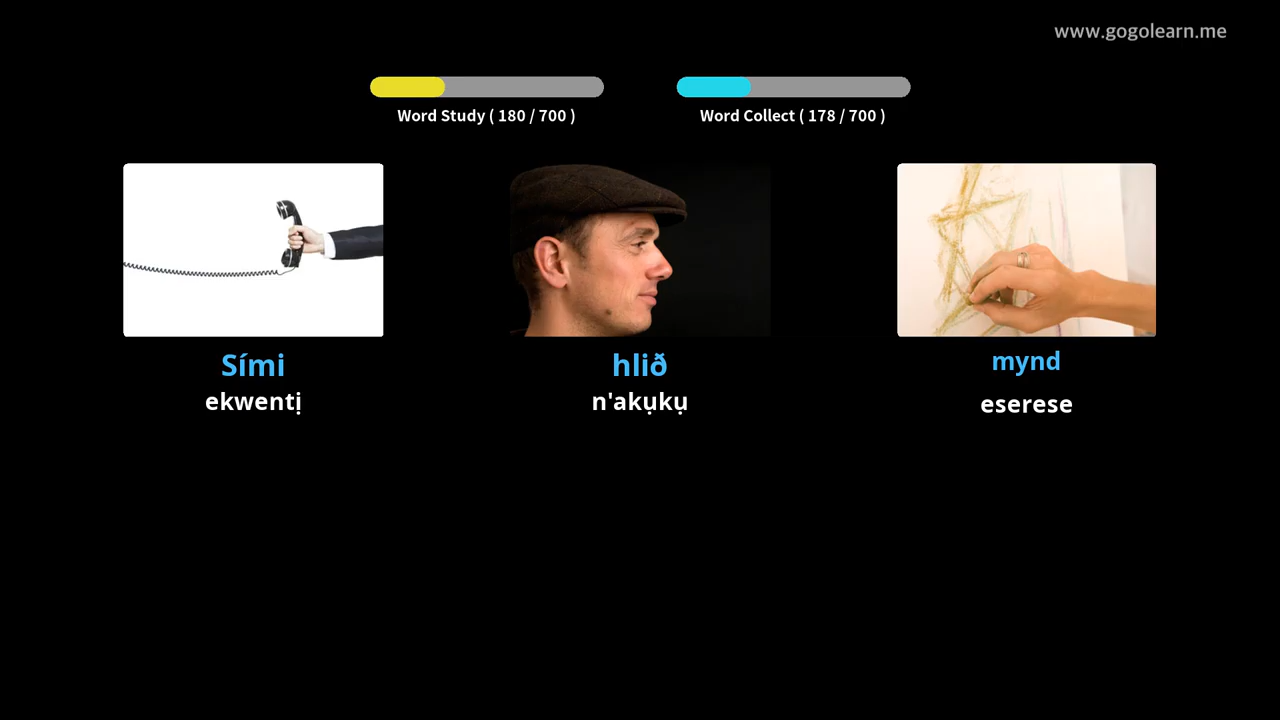 www.gogolearn.me
Word Study ( 180 / 700 )
Word Collect ( 178 / 700 )
Sími
hlið
mynd
ekwentị
n'akụkụ
eserese